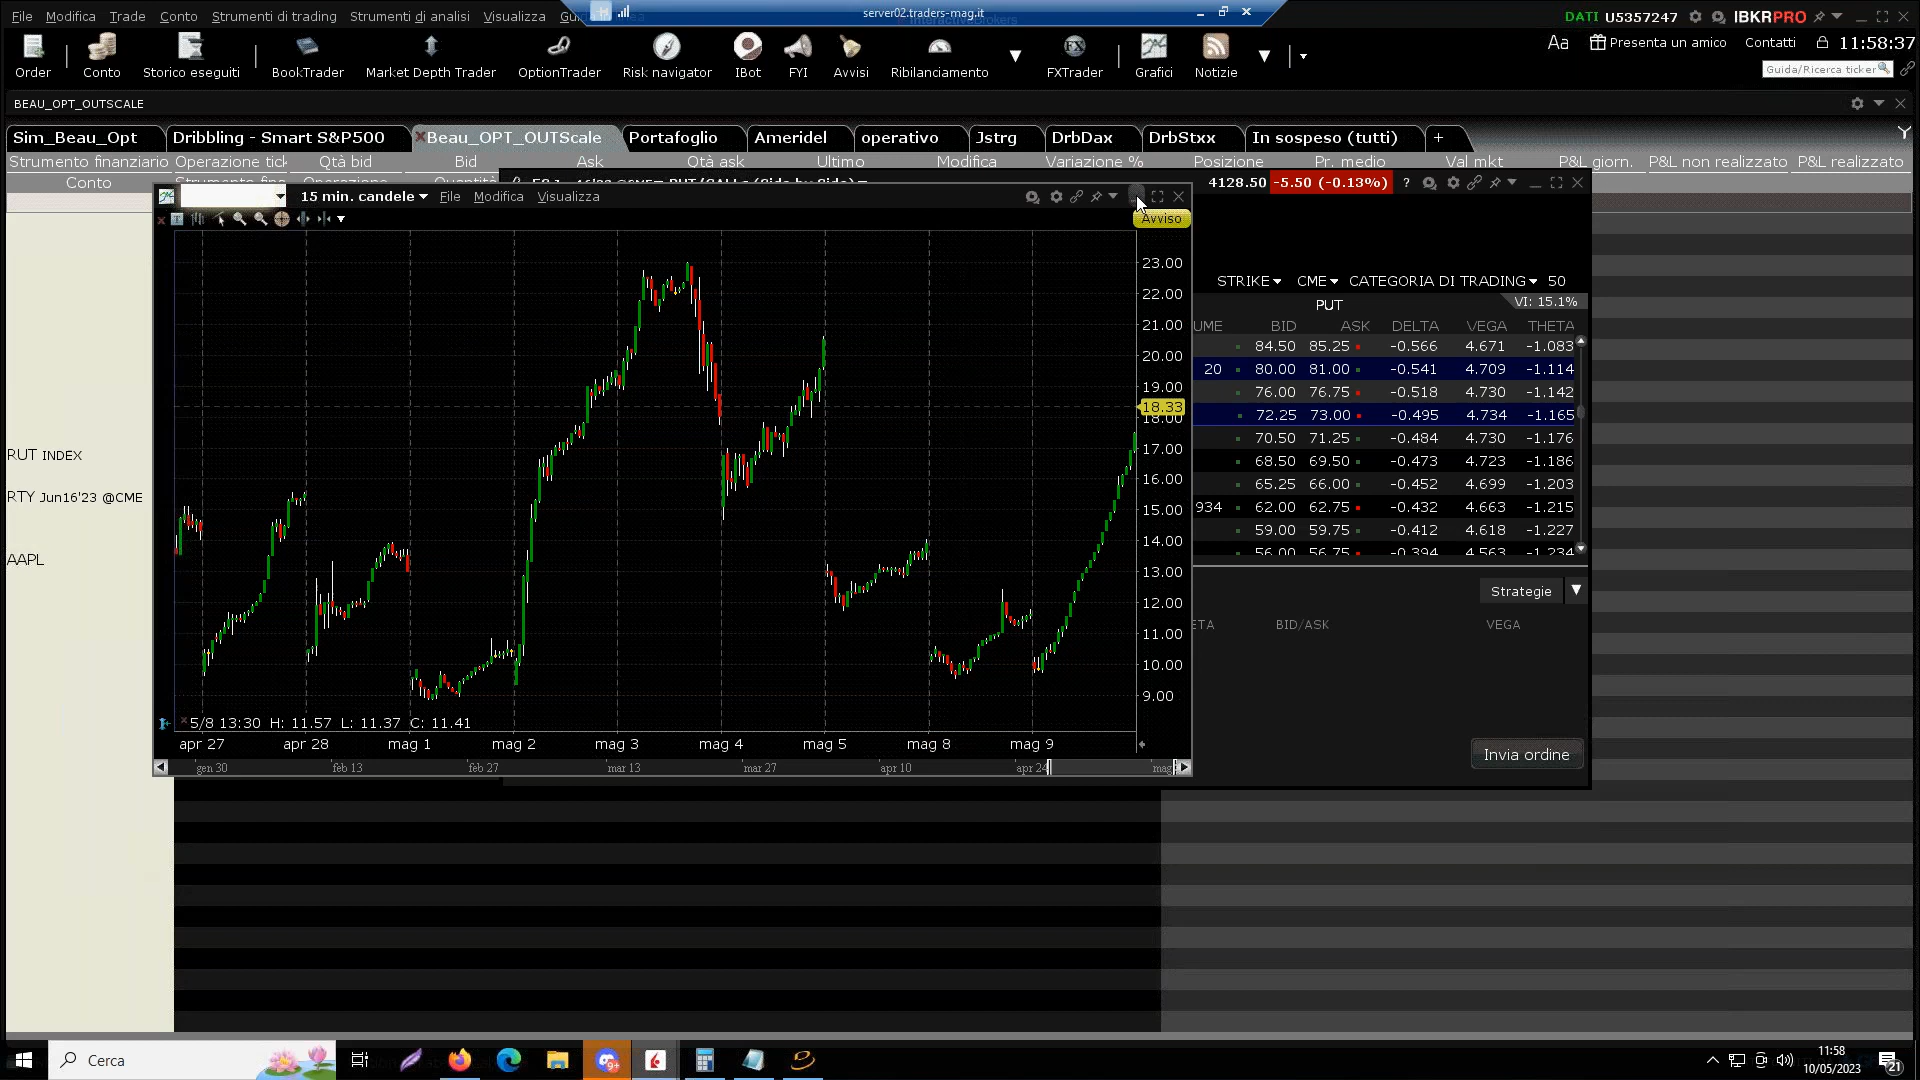 File Modifica Trade Conto Strumenti di trading Strumenti di analisi Visualizza
server02.traders-mag.it
DATI U5357247 IBKRPRO
Order Conto Storico eseguiti BookTrader Market Depth Trader OptionTrader Risk navigator IBot FYI Avvisi Ribilanciamento FXTrader Grafici Notizie
Aa Presenta un amico Contatti 11:58:37
Guida/Ricerca ticker
BEAU_OPT_OUTSCALE
Sim_Beau_Opt Dribbling - Smart S&P500 Beau_OPT_OUTScale Portafoglio Ameridel operativo Jstrg DrbDax DrbStxx In sospeso (tutti) +
Strumento finanziario Operazione tick Qtà bid Bid Ask Qtà ask Ultimo Modifica Variazione % Posizione Pr. medio Val mkt P&L giorn. P&L non realizzato P&L realizzato
Conto
4128.50 -5.50 (-0.13%) ?
15 min. candele File Modifica Visualizza
Avviso
23.00
22.00
21.00
20.00
19.00
18.33
18.00
17.00
16.00
15.00
14.00
13.00
12.00
11.00
10.00
9.00
5/8 13:30 H: 11.57 L: 11.37 C: 11.41
apr 27 apr 28 mag 1 mag 2 mag 3 mag 4 mag 5 mag 8 mag 9
gen 30 feb 13 feb 27 mar 13 mar 27 apr 10 apr 24 mag
STRIKE CME CATEGORIA DI TRADING 50
PUT VI: 15.1%
UME BID ASK DELTA VEGA THETA
84.50 85.25 -0.566 4.671 -1.083
20 80.00 81.00 -0.541 4.709 -1.114
76.00 76.75 -0.518 4.730 -1.142
72.25 73.00 -0.495 4.734 -1.165
70.50 71.25 -0.484 4.730 -1.176
68.50 69.50 -0.473 4.723 -1.186
65.25 66.00 -0.452 4.699 -1.203
934 62.00 62.75 -0.432 4.663 -1.215
59.00 59.75 -0.412 4.618 -1.227
56.00 56.75 -0.394 4.563 -1.234
Strategie
ETA BID/ASK VEGA
Invia ordine
RUT INDEX
RTY Jun16'23 @CME
AAPL
Cerca
9+
11:58
10/05/2023
21